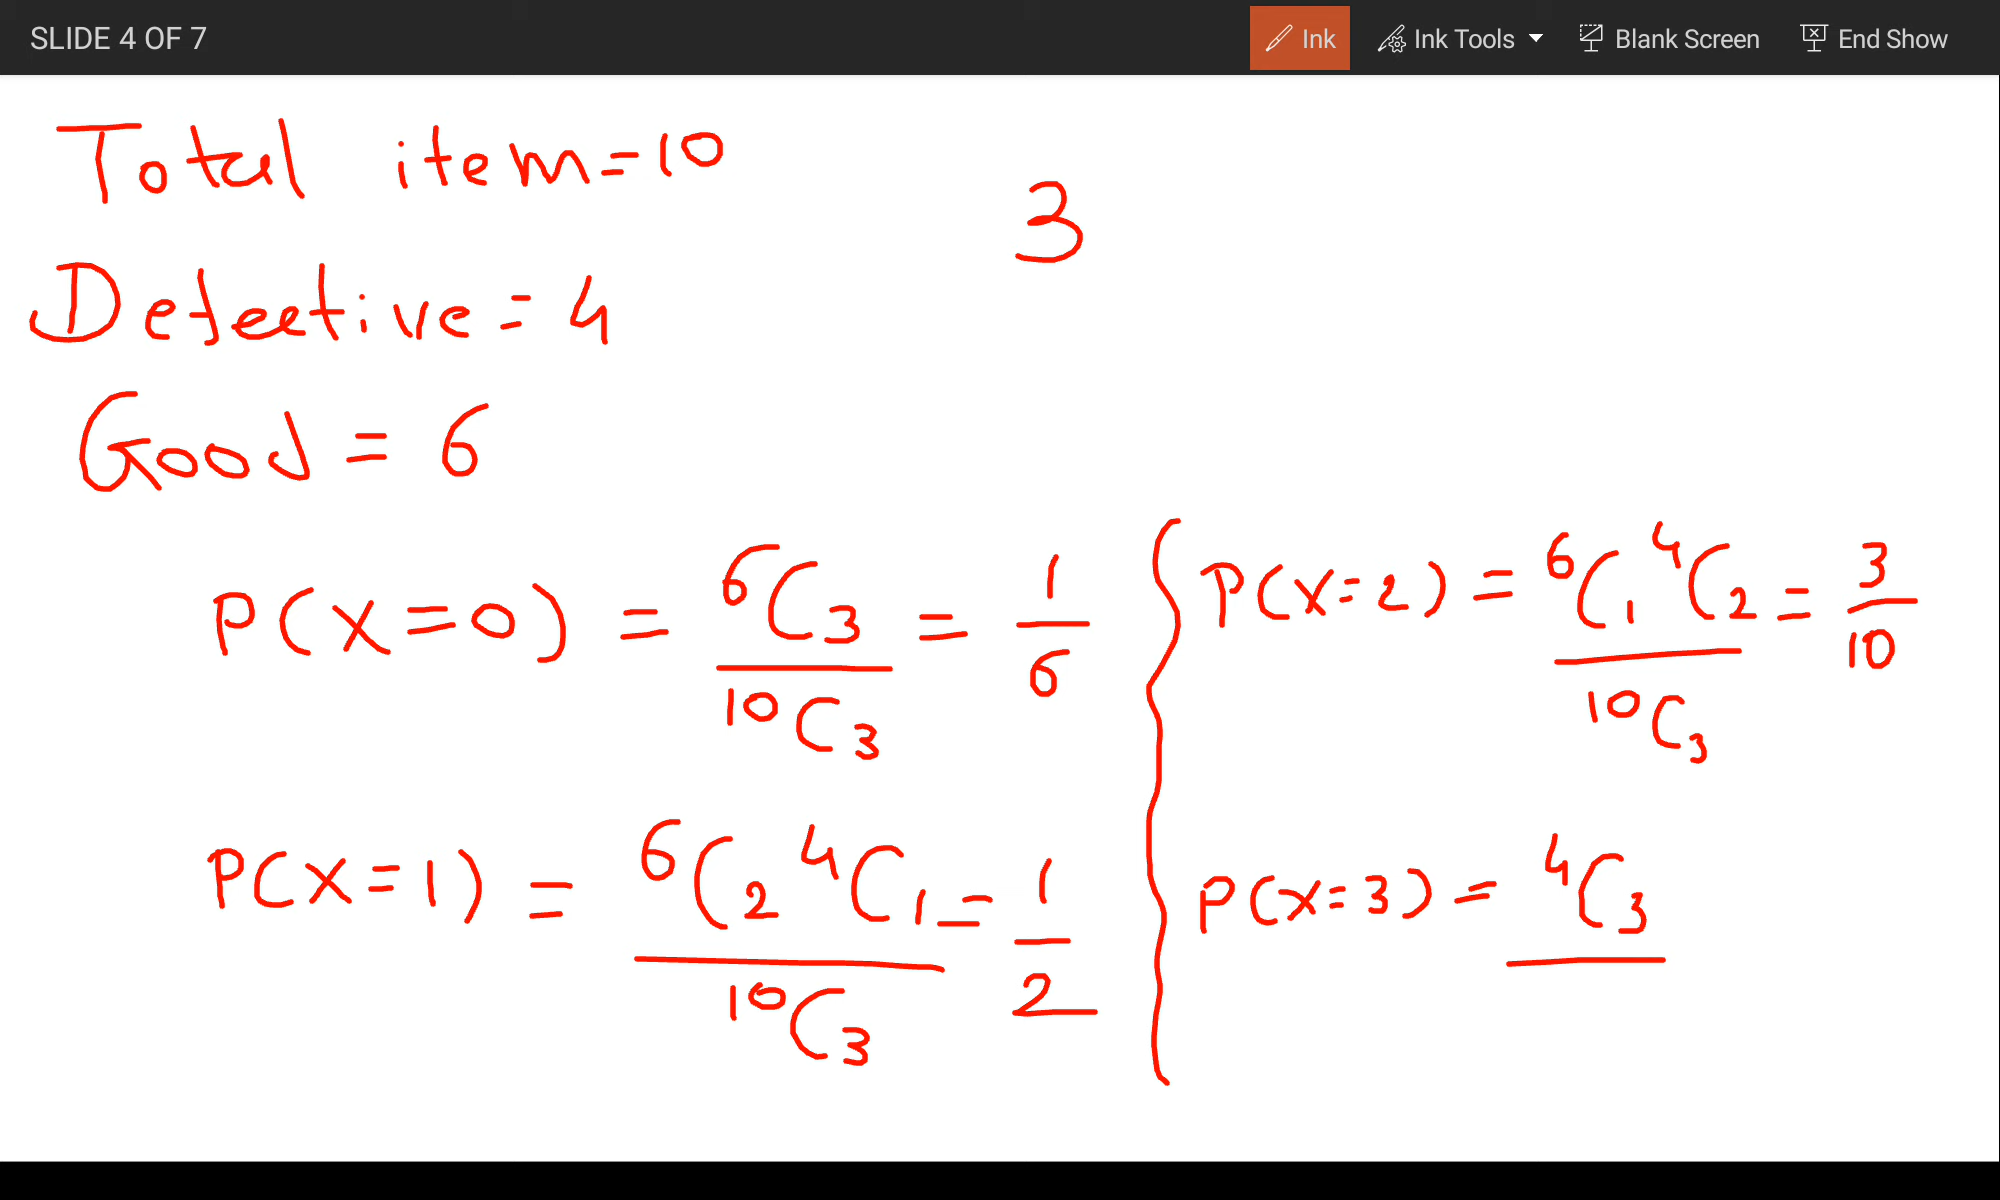 SLIDE 4 OF 7 Ink Ink Tools Blank Screen End Show
Total item=10
3
Defective = 4
Good = 6
P(X=0) = ⁶C₃ / ¹⁰C₃ = 1/6
P(X=1) = ⁶C₂ ⁴C₁ / ¹⁰C₃ = 1/2
P(X=2) = ⁶C₁ ⁴C₂ / ¹⁰C₃ = 3/10
P(X=3) = ⁴C₃ /